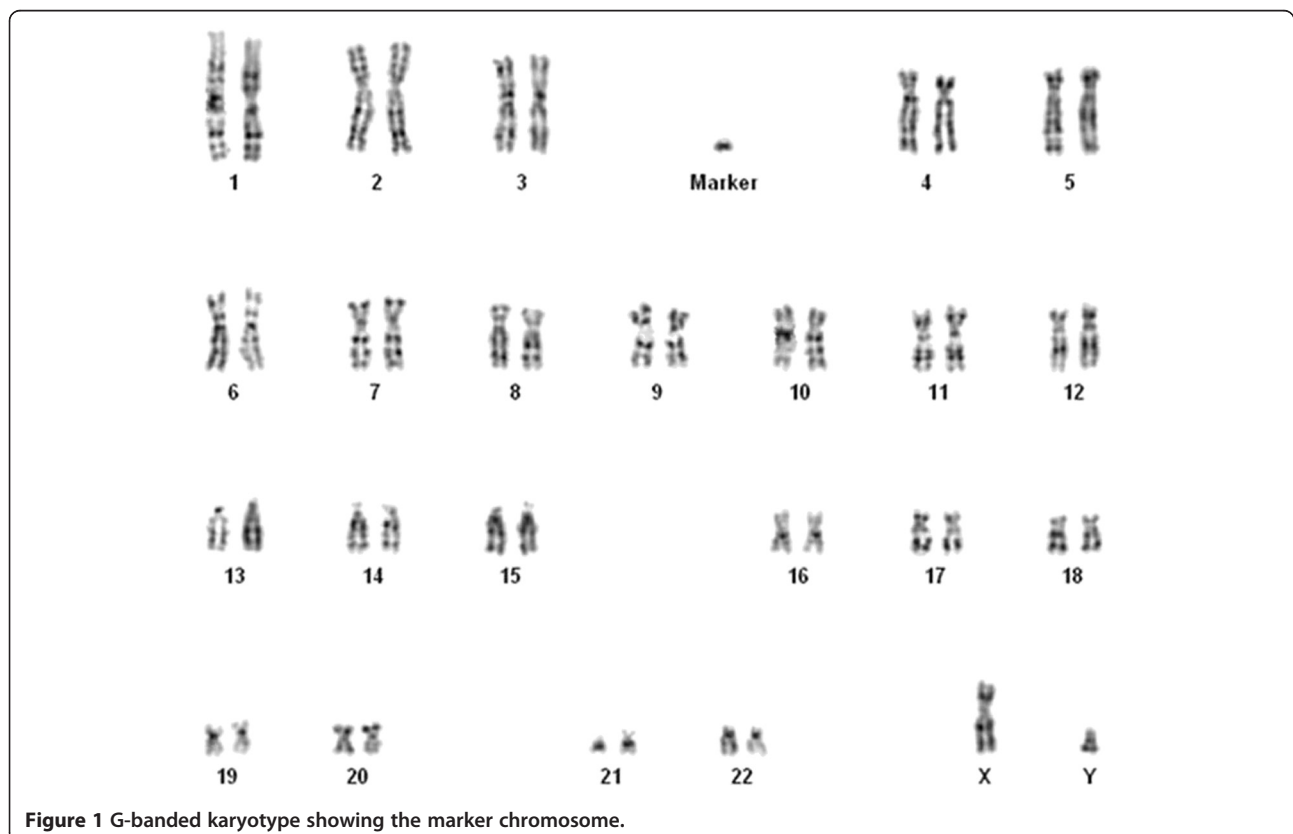 1 2 3 Marker 4 5
6 7 8 9 10 11 12
13 14 15 16 17 18
19 20 21 22 X Y
Figure 1 G-banded karyotype showing the marker chromosome.